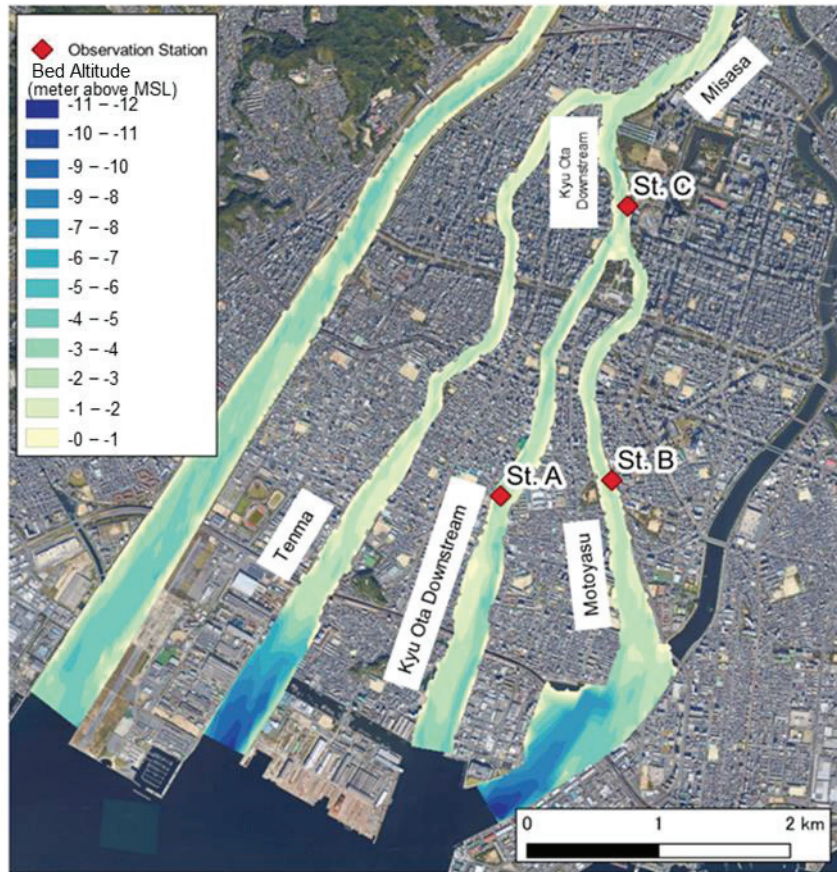 Observation Station
Bed Altitude
(meter above MSL)
-11 – -12
-10 – -11
-9 – -10
-9 – -8
-7 – -8
-6 – -7
-5 – -6
-4 – -5
-3 – -4
-2 – -3
-1 – -2
-0 – -1
Misasa
Kyu Ota
Downstream
St. C
St. A
St. B
Tenma
Kyu Ota Downstream
Motoyasu
0 1 2 km